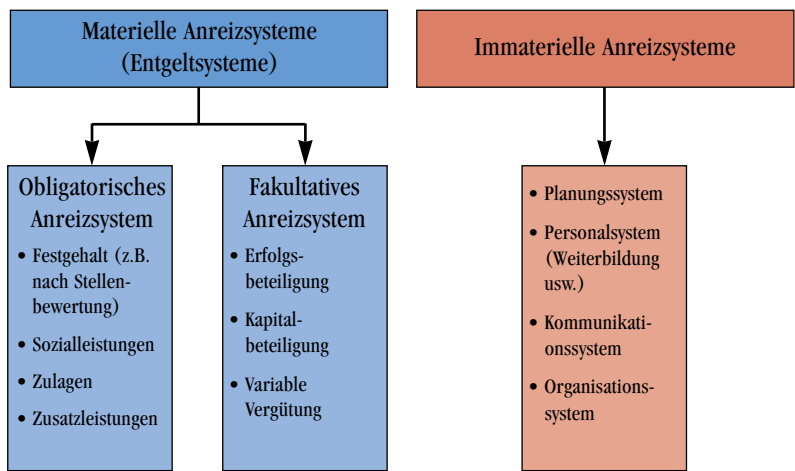 Materielle Anreizsysteme
(Entgeltsysteme)
Immaterielle Anreizsysteme
Obligatorisches
Anreizsystem
• Festgehalt (z.B.
nach Stellen-
bewertung)
• Sozialleistungen
• Zulagen
• Zusatzleistungen
Fakultatives
Anreizsystem
• Erfolgs-
beteiligung
• Kapital-
beteiligung
• Variable
Vergütung
• Planungssystem
• Personalsystem
(Weiterbildung
usw.)
• Kommunikati-
onssystem
• Organisations-
system